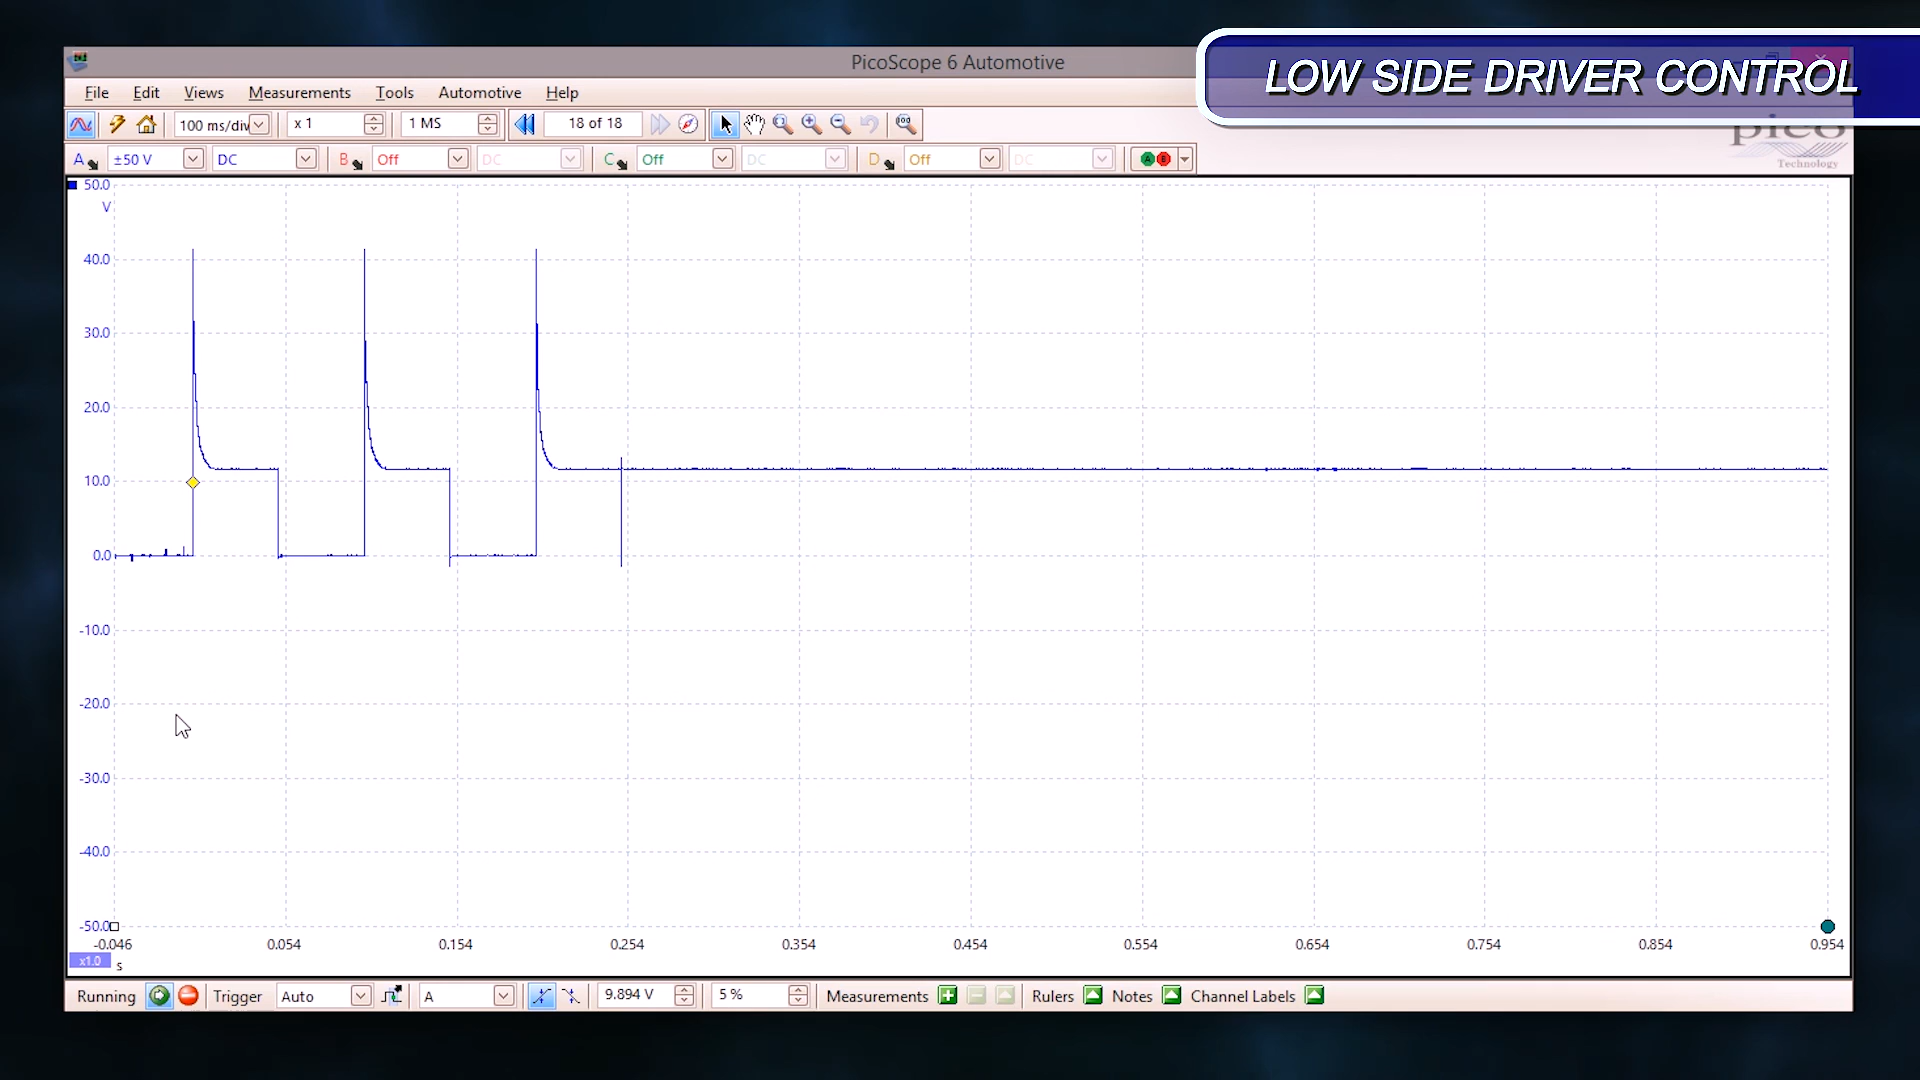 PicoScope 6 Automotive
LOW SIDE DRIVER CONTROL
File Edit Views Measurements Tools Automotive Help
100 ms/div x 1 1 MS 18 of 18
pico
Technology
A ±50 V DC B Off DC C Off DC D Off DC A B
50.0
V
40.0
30.0
20.0
10.0
0.0
-10.0
-20.0
-30.0
-40.0
-50.0
-0.046 0.054 0.154 0.254 0.354 0.454 0.554 0.654 0.754 0.854 0.954
x1.0 s
Running Trigger Auto A 9.894 V 5 % Measurements Rulers Notes Channel Labels